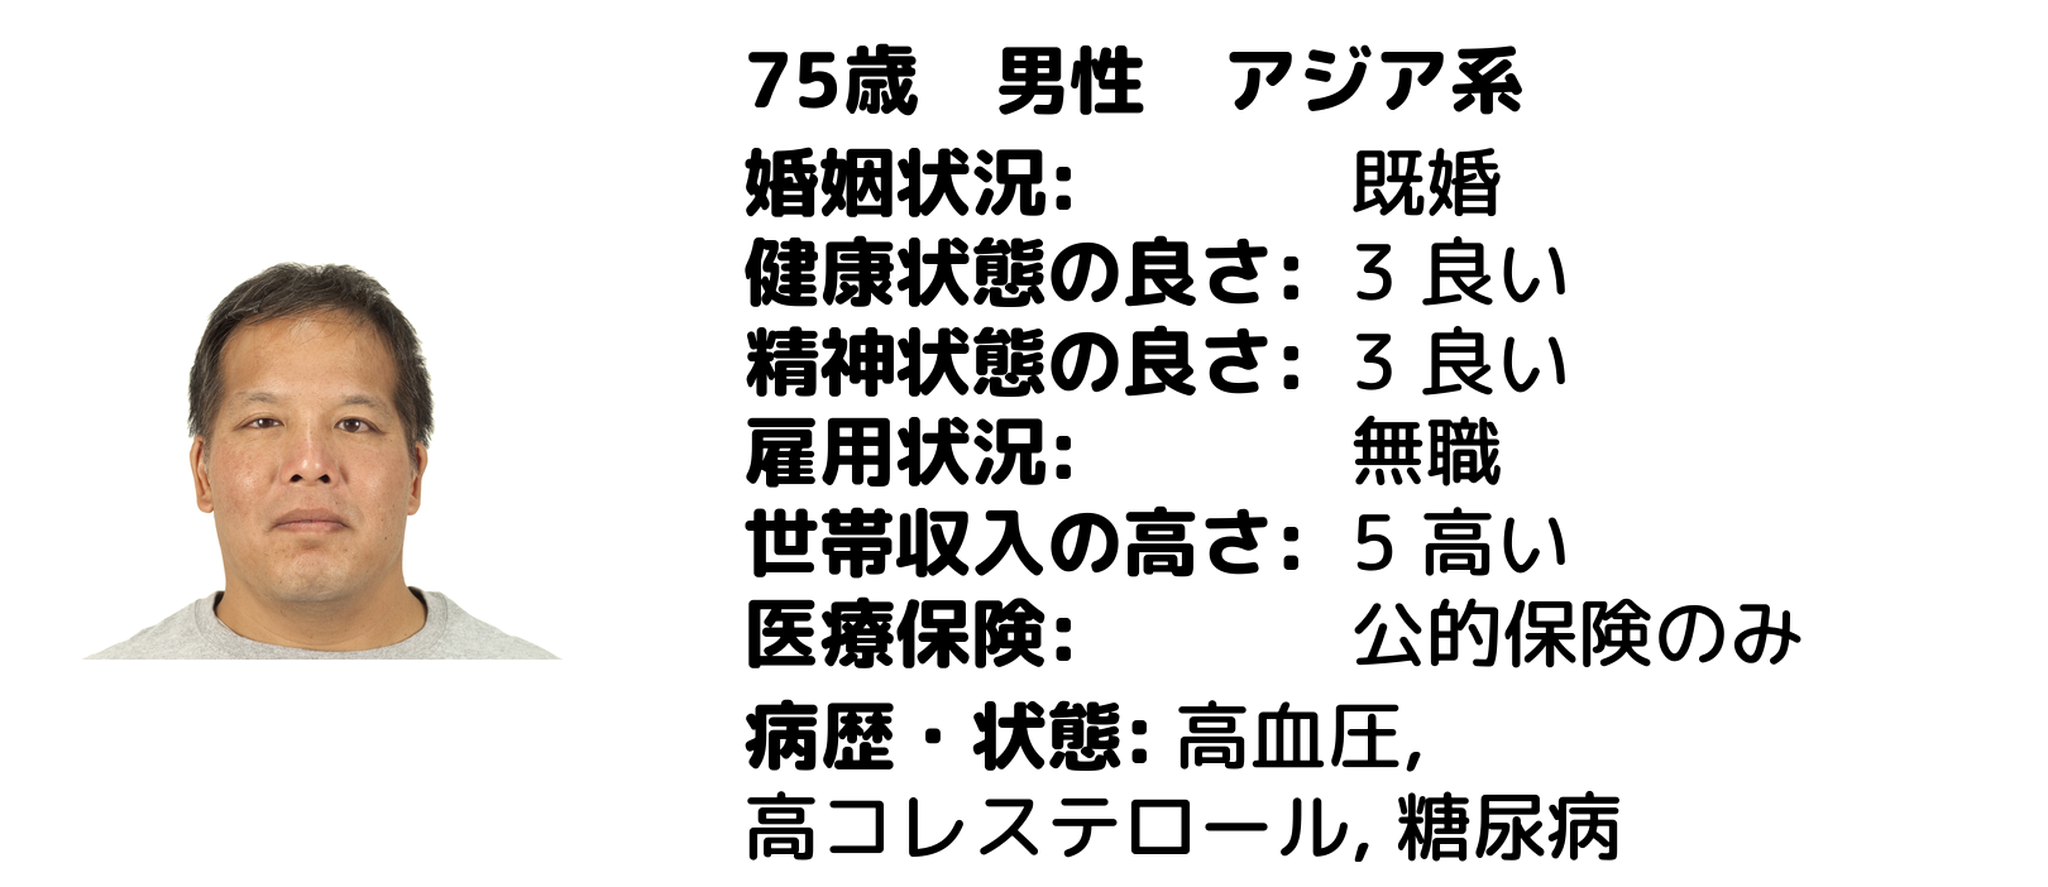 75歳　男性　アジア系
婚姻状況: 既婚
健康状態の良さ: 3 良い
精神状態の良さ: 3 良い
雇用状況: 無職
世帯収入の高さ: 5 高い
医療保険: 公的保険のみ
病歴・状態: 高血圧,
高コレステロール, 糖尿病